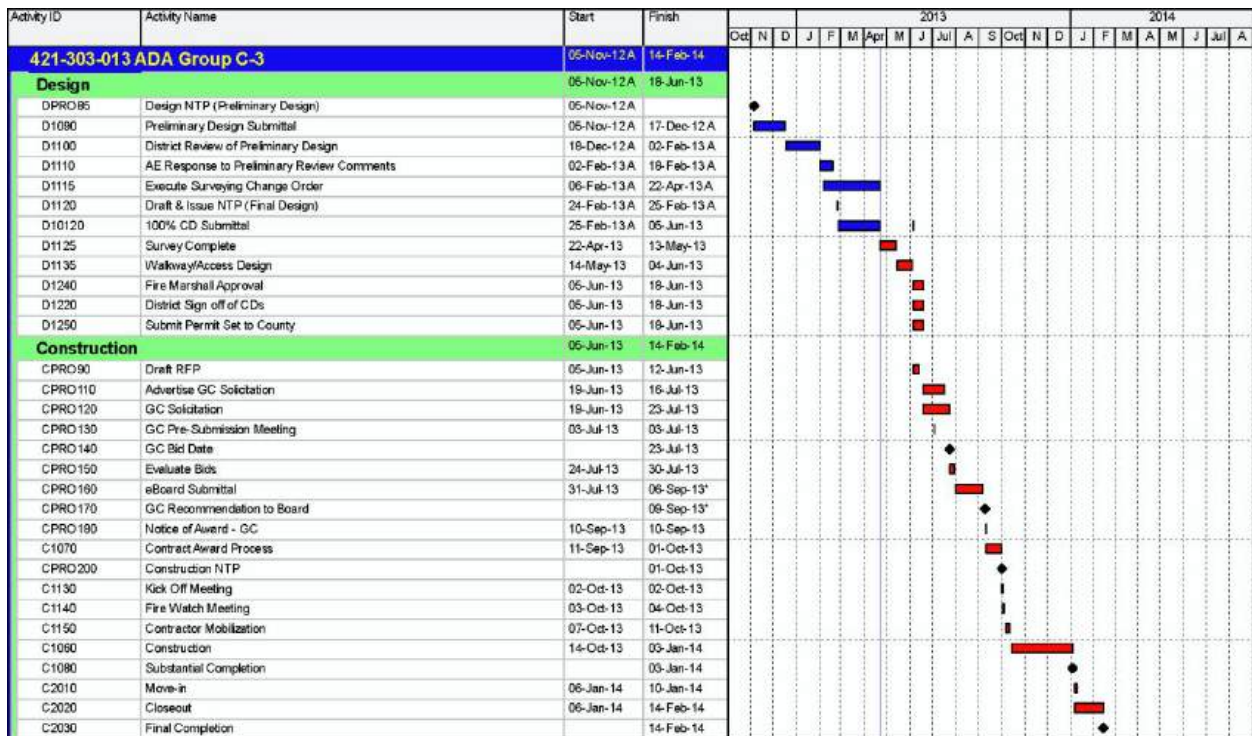 Activity ID Activity Name Start Finish 2013 2014
Oct N D J F M Apr M J Jul A S Oct N D J F M A M J Jul A
421-303-013 ADA Group C-3 05-Nov-12 A 14-Feb-14
Design 05-Nov-12 A 18-Jun-13
DPRO85 Design NTP (Preliminary Design) 05-Nov-12 A
D1090 Preliminary Design Submittal 05-Nov-12 A 17-Dec-12 A
D1100 District Review of Preliminary Design 18-Dec-12 A 02-Feb-13 A
D1110 AE Response to Preliminary Review Comments 02-Feb-13 A 18-Feb-13 A
D1115 Execute Surveying Change Order 06-Feb-13 A 22-Apr-13 A
D1120 Draft & Issue NTP (Final Design) 24-Feb-13 A 25-Feb-13 A
D10120 100% CD Submittal 25-Feb-13 A 05-Jun-13
D1125 Survey Complete 22-Apr-13 13-May-13
D1135 Walkway/Access Design 14-May-13 04-Jun-13
D1240 Fire Marshall Approval 05-Jun-13 18-Jun-13
D1220 District Sign off of CDs 05-Jun-13 18-Jun-13
D1250 Submit Permit Set to County 05-Jun-13 18-Jun-13
Construction 05-Jun-13 14-Feb-14
CPRO90 Draft RFP 05-Jun-13 12-Jun-13
CPRO110 Advertise GC Solicitation 19-Jun-13 16-Jul-13
CPRO120 GC Solicitation 19-Jun-13 23-Jul-13
CPRO130 GC Pre-Submission Meeting 03-Jul-13 03-Jul-13
CPRO140 GC Bid Date 23-Jul-13
CPRO150 Evaluate Bids 24-Jul-13 30-Jul-13
CPRO160 eBoard Submittal 31-Jul-13 06-Sep-13*
CPRO170 GC Recommendation to Board 09-Sep-13*
CPRO190 Notice of Award - GC 10-Sep-13 10-Sep-13
C1070 Contract Award Process 11-Sep-13 01-Oct-13
CPRO200 Construction NTP 01-Oct-13
C1130 Kick Off Meeting 02-Oct-13 02-Oct-13
C1140 Fire Watch Meeting 03-Oct-13 04-Oct-13
C1150 Contractor Mobilization 07-Oct-13 11-Oct-13
C1060 Construction 14-Oct-13 03-Jan-14
C1080 Substantial Completion 03-Jan-14
C2010 Move-in 06-Jan-14 10-Jan-14
C2020 Closeout 06-Jan-14 14-Feb-14
C2030 Final Completion 14-Feb-14